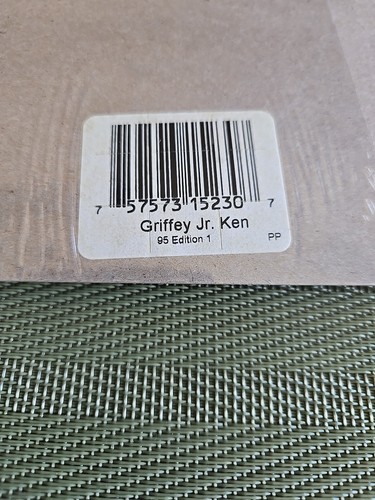 7 57573 15230 7
Griffey Jr. Ken
95 Edition 1
PP